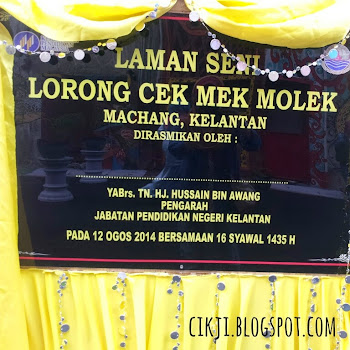 LAMAN SENI
LORONG CEK MEK MOLEK
MACHANG, KELANTAN
DIRASMIKAN OLEH :
YABrs. TN. HJ. HUSSAIN BIN AWANG
PENGARAH
JABATAN PENDIDIKAN NEGERI KELANTAN
PADA 12 OGOS 2014 BERSAMAAN 16 SYAWAL 1435 H
CIKJI.BLOGSPOT.COM